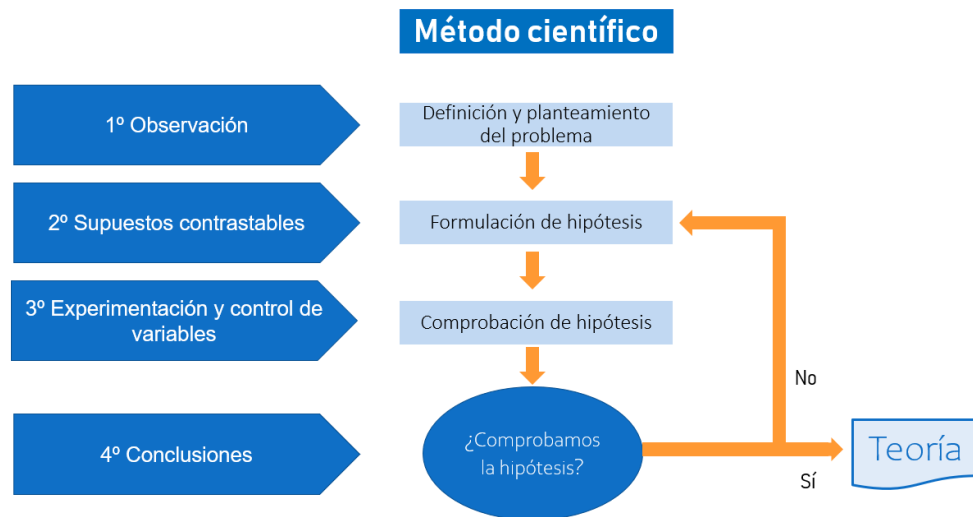 Método científico
1º Observación
Definición y planteamiento
del problema
2º Supuestos contrastables
Formulación de hipótesis
3º Experimentación y control de
variables
Comprobación de hipótesis
No
4º Conclusiones
¿Comprobamos
la hipótesis?
Teoría
Sí